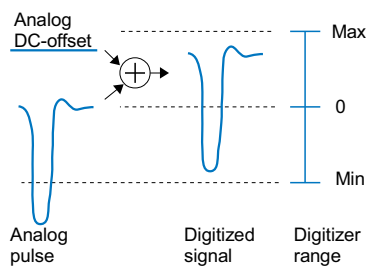 Analog
DC-offset
Max
0
Min
Analog
pulse
Digitized
signal
Digitizer
range